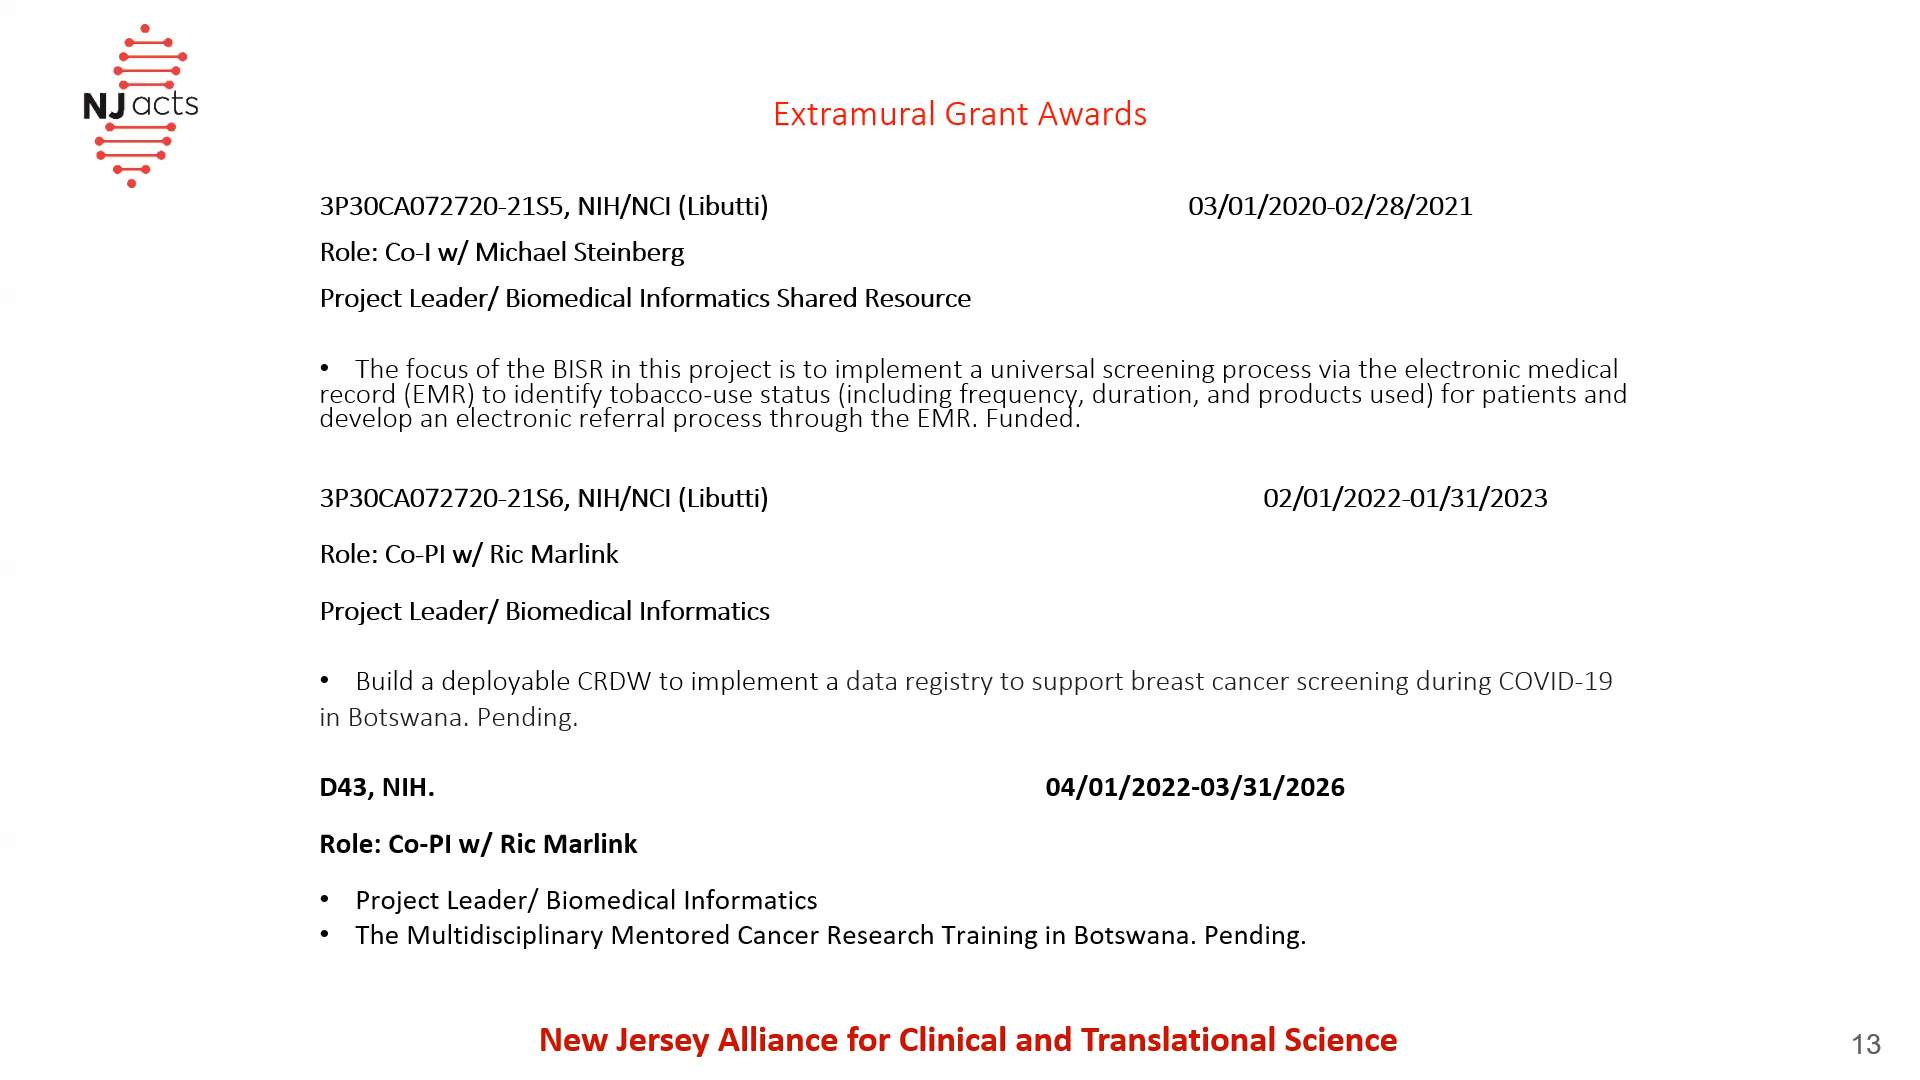 NJ acts
Extramural Grant Awards
3P30CA072720-21S5, NIH/NCI (Libutti) 03/01/2020-02/28/2021
Role: Co-I w/ Michael Steinberg
Project Leader/ Biomedical Informatics Shared Resource
• The focus of the BISR in this project is to implement a universal screening process via the electronic medical
record (EMR) to identify tobacco-use status (including frequency, duration, and products used) for patients and
develop an electronic referral process through the EMR. Funded.
3P30CA072720-21S6, NIH/NCI (Libutti) 02/01/2022-01/31/2023
Role: Co-PI w/ Ric Marlink
Project Leader/ Biomedical Informatics
• Build a deployable CRDW to implement a data registry to support breast cancer screening during COVID-19
in Botswana. Pending.
D43, NIH. 04/01/2022-03/31/2026
Role: Co-PI w/ Ric Marlink
• Project Leader/ Biomedical Informatics
• The Multidisciplinary Mentored Cancer Research Training in Botswana. Pending.
New Jersey Alliance for Clinical and Translational Science
13